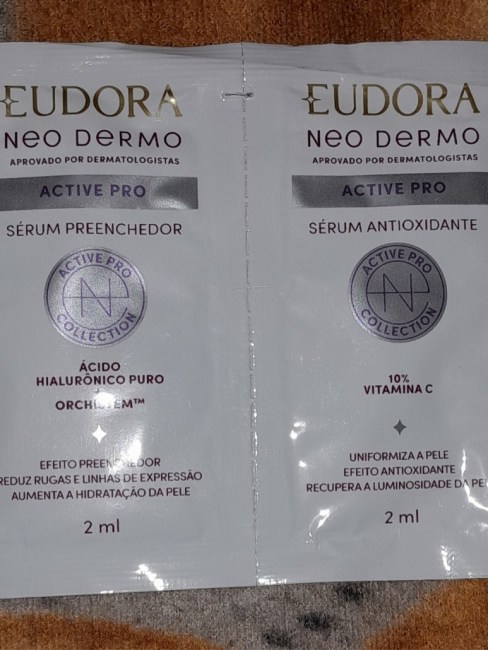 EUDORA
NEO DERMO
APROVADO POR DERMATOLOGISTAS
ACTIVE PRO
SÉRUM PREENCHEDOR
ACTIVE PRO
COLLECTION
ÁCIDO
HIALURÔNICO PURO
+
EFEITO PREENCHEDOR
REDUZ RUGAS E LINHAS DE EXPRESSÃO
AUMENTA A HIDRATAÇÃO DA PELE
2 ml
EUDORA
NEO DERMO
APROVADO POR DERMATOLOGISTAS
ACTIVE PRO
SÉRUM ANTIOXIDANTE
ACTIVE PRO
COLLECTION
10%
VITAMINA C
UNIFORMIZA A PELE
EFEITO ANTIOXIDANTE
RECUPERA A LUMINOSIDADE DA
2 ml